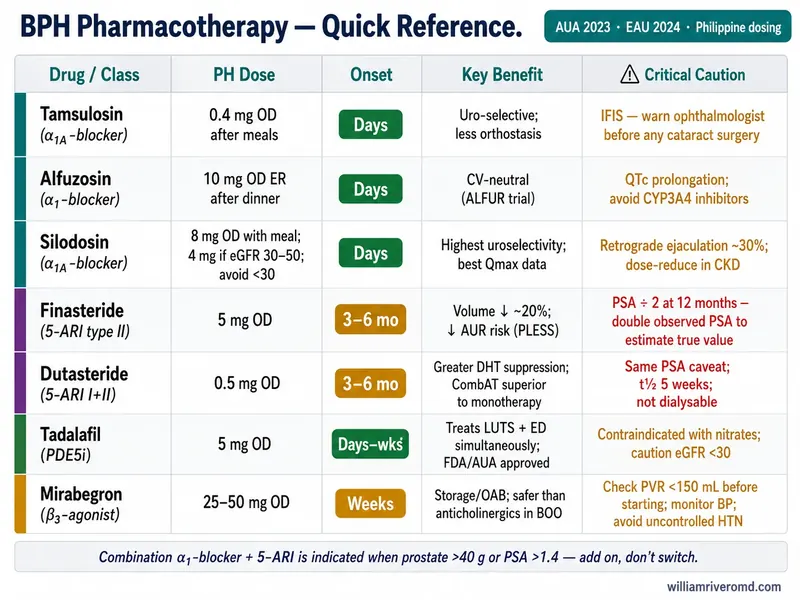 BPH Pharmacotherapy — Quick Reference.
AUA 2023 · EAU 2024 · Philippine dosing
Drug / Class
PH Dose
Onset
Key Benefit
⚠ Critical Caution
Tamsulosin
(α1A-blocker)
0.4 mg OD
after meals
Days
Uro-selective;
less orthostasis
IFIS — warn ophthalmologist
before any cataract surgery
Alfuzosin
(α1-blocker)
10 mg OD ER
after dinner
Days
CV-neutral
(ALFUR trial)
QTc prolongation;
avoid CYP3A4 inhibitors
Silodosin
(α1A-blocker)
8 mg OD with meal;
4 mg if eGFR 30–50;
avoid <30
Days
Highest uroselectivity;
best Qmax data
Retrograde ejaculation ~30%;
dose-reduce in CKD
Finasteride
(5-ARI type II)
5 mg OD
3–6 mo
Volume ↓ ~20%;
↓ AUR risk (PLESS)
PSA ÷ 2 at 12 months —
double observed PSA to
estimate true value
Dutasteride
(5-ARI I+II)
0.5 mg OD
3–6 mo
Greater DHT suppression;
CombAT superior
to monotherapy
Same PSA caveat;
t½ 5 weeks;
not dialysable
Tadalafil
(PDE5i)
5 mg OD
Days–wks
Treats LUTS + ED
simultaneously;
FDA/AUA approved
Contraindicated with nitrates;
caution eGFR <30
Mirabegron
(β3-agonist)
25–50 mg OD
Weeks
Storage/OAB; safer than
anticholinergics in BOO
Check PVR <150 mL before
starting; monitor BP;
avoid uncontrolled HTN
Combination α1-blocker + 5-ARI is indicated when prostate >40 g or PSA >1.4 — add on, don't switch.
williamriveromd.com